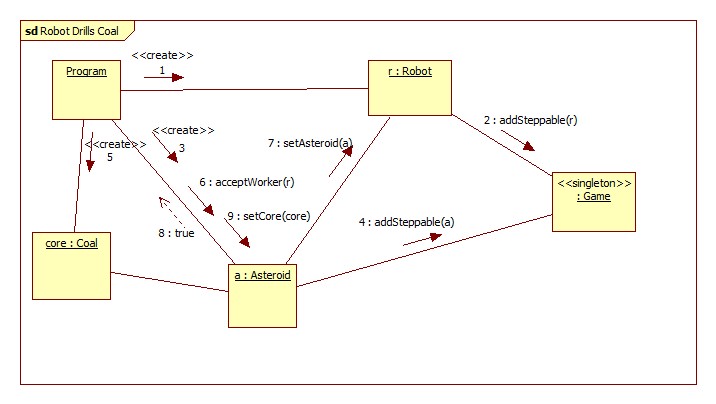 sd Robot Drills Coal
<<create>>
1
Program
r : Robot
2 : addSteppable(r)
<<create>>
3
<<create>>
5
7 : setAsteroid(a)
6 : acceptWorker(r)
<<singleton>>
: Game
9 : setCore(core)
4 : addSteppable(a)
8 : true
core : Coal
a : Asteroid